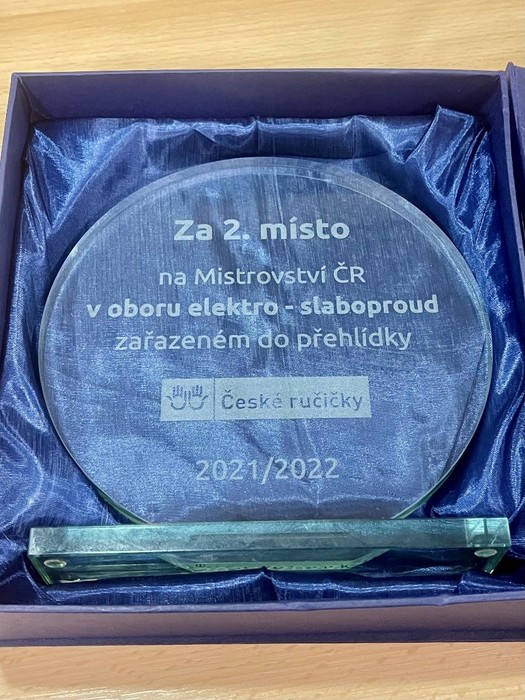 Za 2. místo
na Mistrovství ČR
v oboru elektro - slaboproud
zařazeném do přehlídky
České ručičky
2021/2022